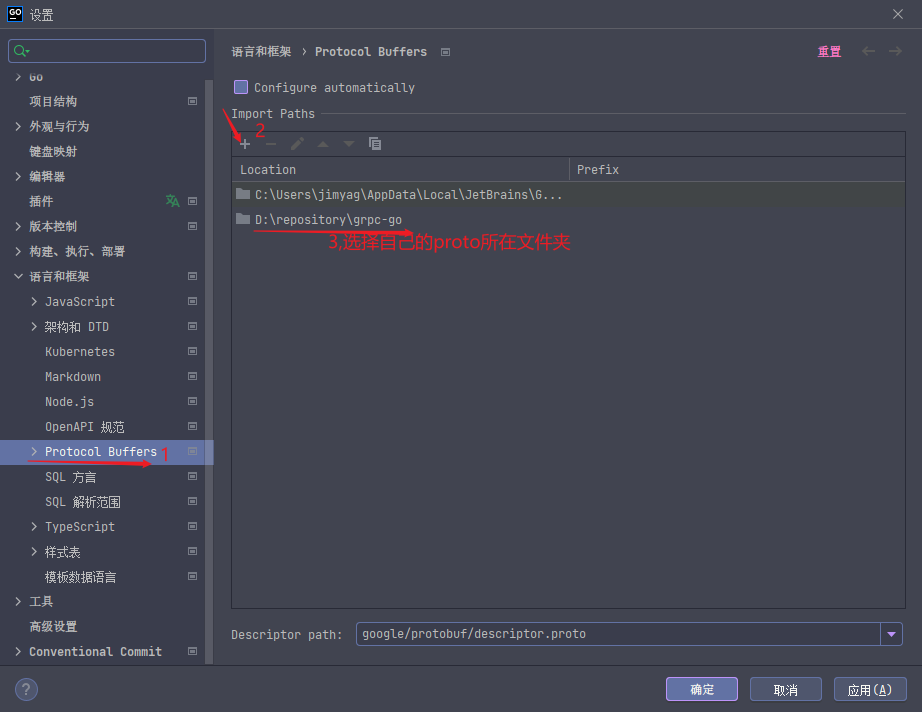 GO 设置
语言和框架 › Protocol Buffers
重置
Configure automatically
Import Paths
2
Location Prefix
C:\Users\jimyag\AppData\Local\JetBrains\G...
D:\repository\grpc-go
3,选择自己的proto所在文件夹
Go
项目结构
外观与行为
键盘映射
编辑器
插件
版本控制
构建、执行、部署
语言和框架
JavaScript
架构和 DTD
Kubernetes
Markdown
Node.js
OpenAPI 规范
Protocol Buffers 1
SQL 方言
SQL 解析范围
TypeScript
样式表
模板数据语言
工具
高级设置
Conventional Commit
Descriptor path: google/protobuf/descriptor.proto
? 确定 取消 应用(A)